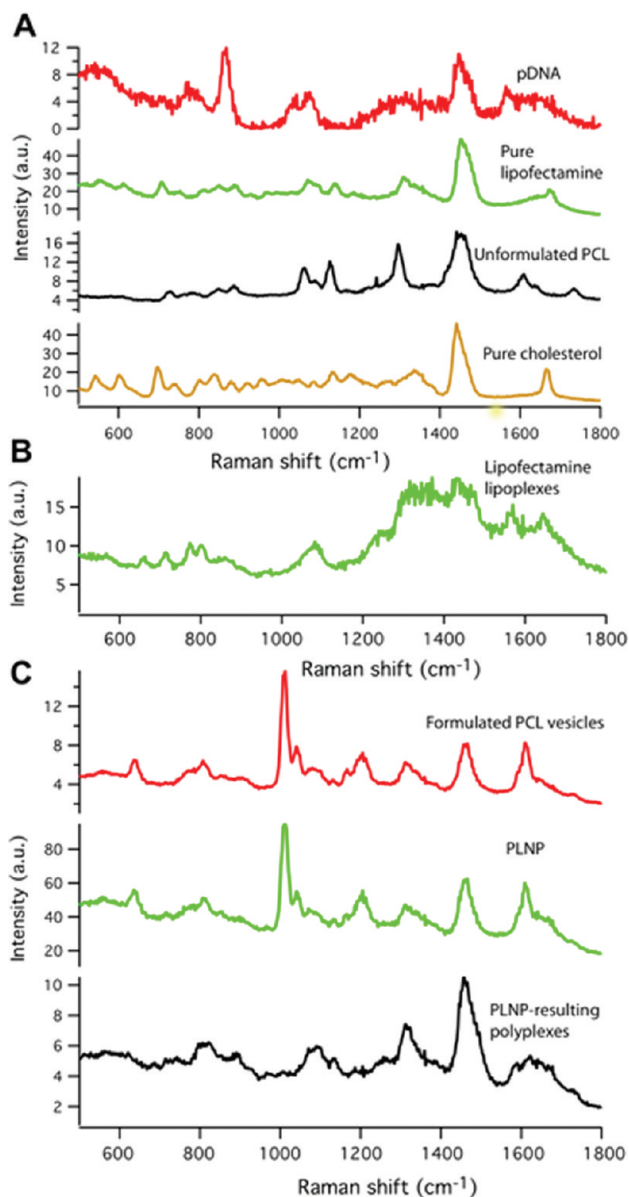 A
12
8
4
0
pDNA
40
30
20
10
Pure
lipofectamine
16
12
8
4
Unformulated PCL
40
30
20
10
Pure cholesterol
Intensity (a.u.)
600 800 1000 1200 1400 1600 1800
Raman shift (cm-1)
B
15
10
5
Lipofectamine
lipoplexes
Intensity (a.u.)
600 800 1000 1200 1400 1600 1800
Raman shift (cm-1)
C
12
8
4
Formulated PCL vesicles
80
60
40
20
PLNP
10
8
6
4
2
PLNP-resulting
polyplexes
Intensity (a.u.)
600 800 1000 1200 1400 1600 1800
Raman shift (cm-1)